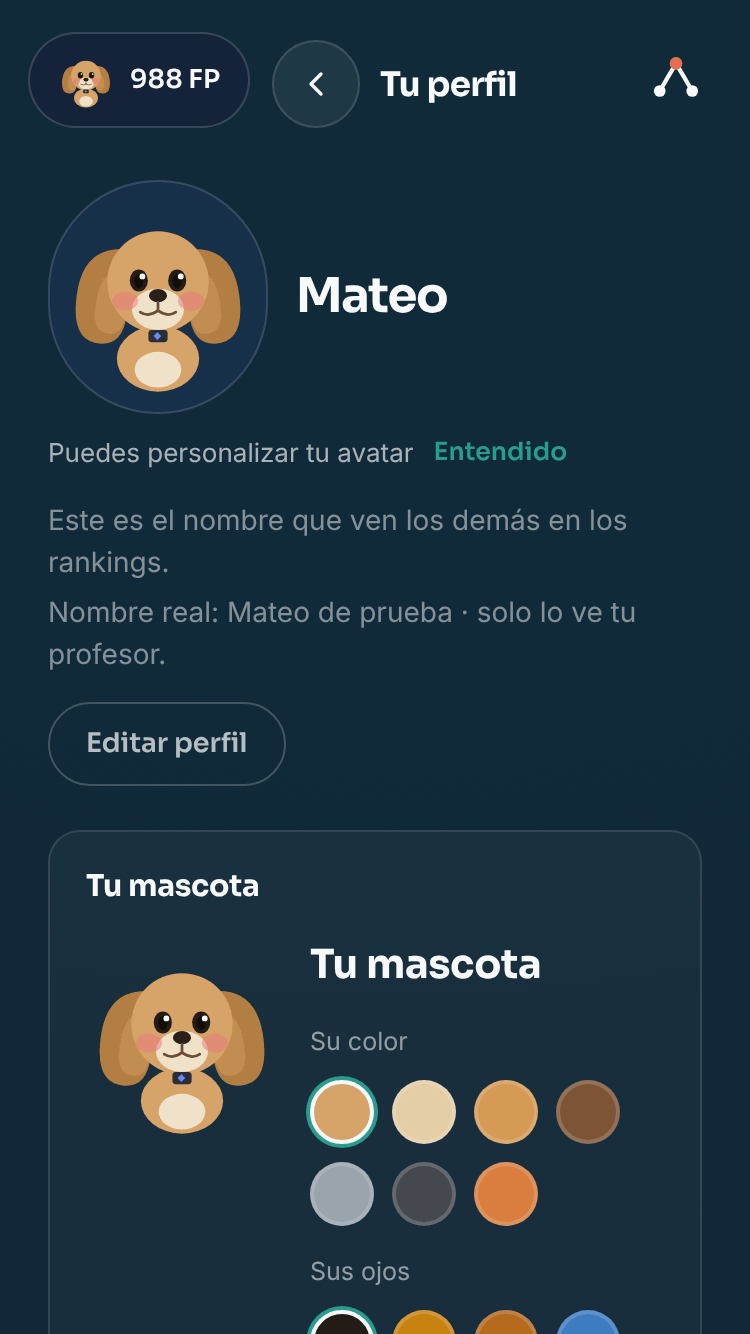 988 FP
Tu perfil
Mateo
Puedes personalizar tu avatar Entendido
Este es el nombre que ven los demás en los
rankings.
Nombre real: Mateo de prueba · solo lo ve tu
profesor.
Editar perfil
Tu mascota
Tu mascota
Su color
Sus ojos